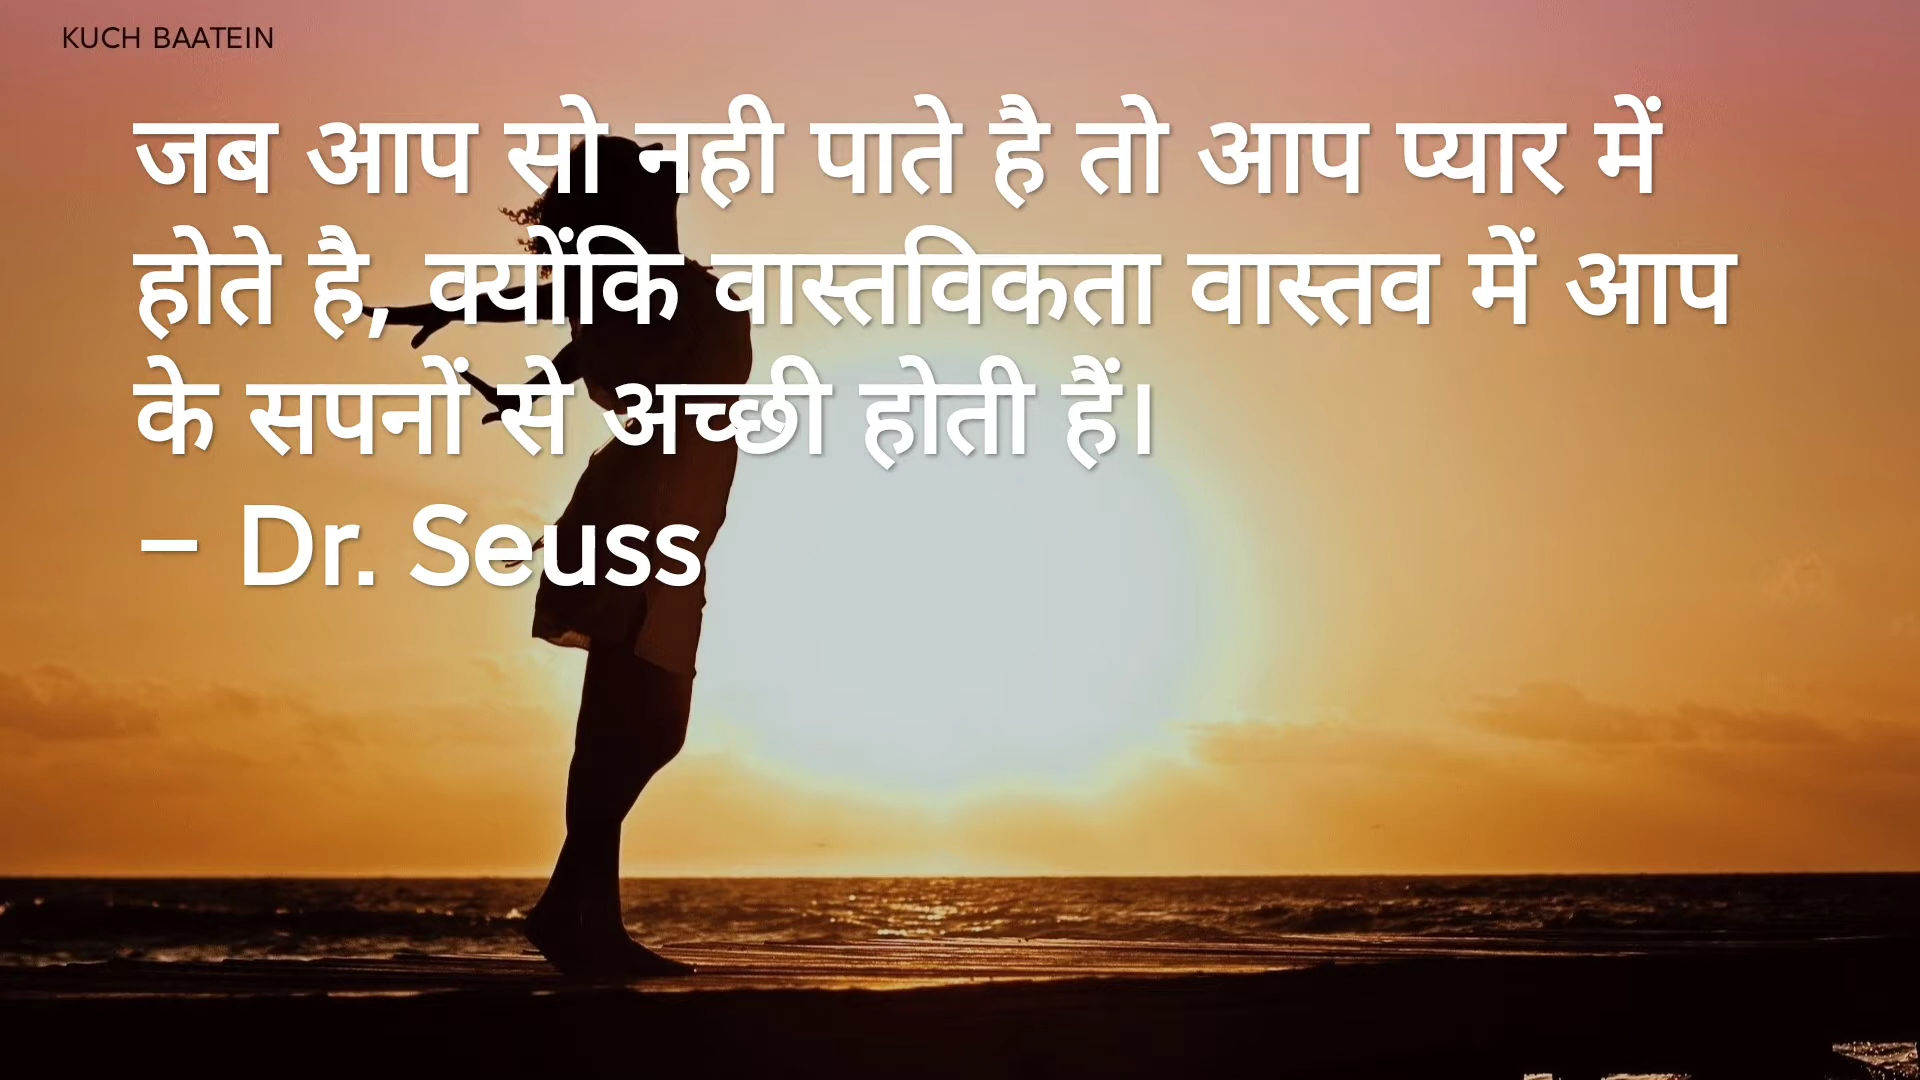 KUCH BAATEIN
जब आप सो नही पाते है तो आप प्यार में
होते है, क्योंकि वास्तविकता वास्तव में आप
के सपनों से अच्छी होती हैं।
– Dr. Seuss